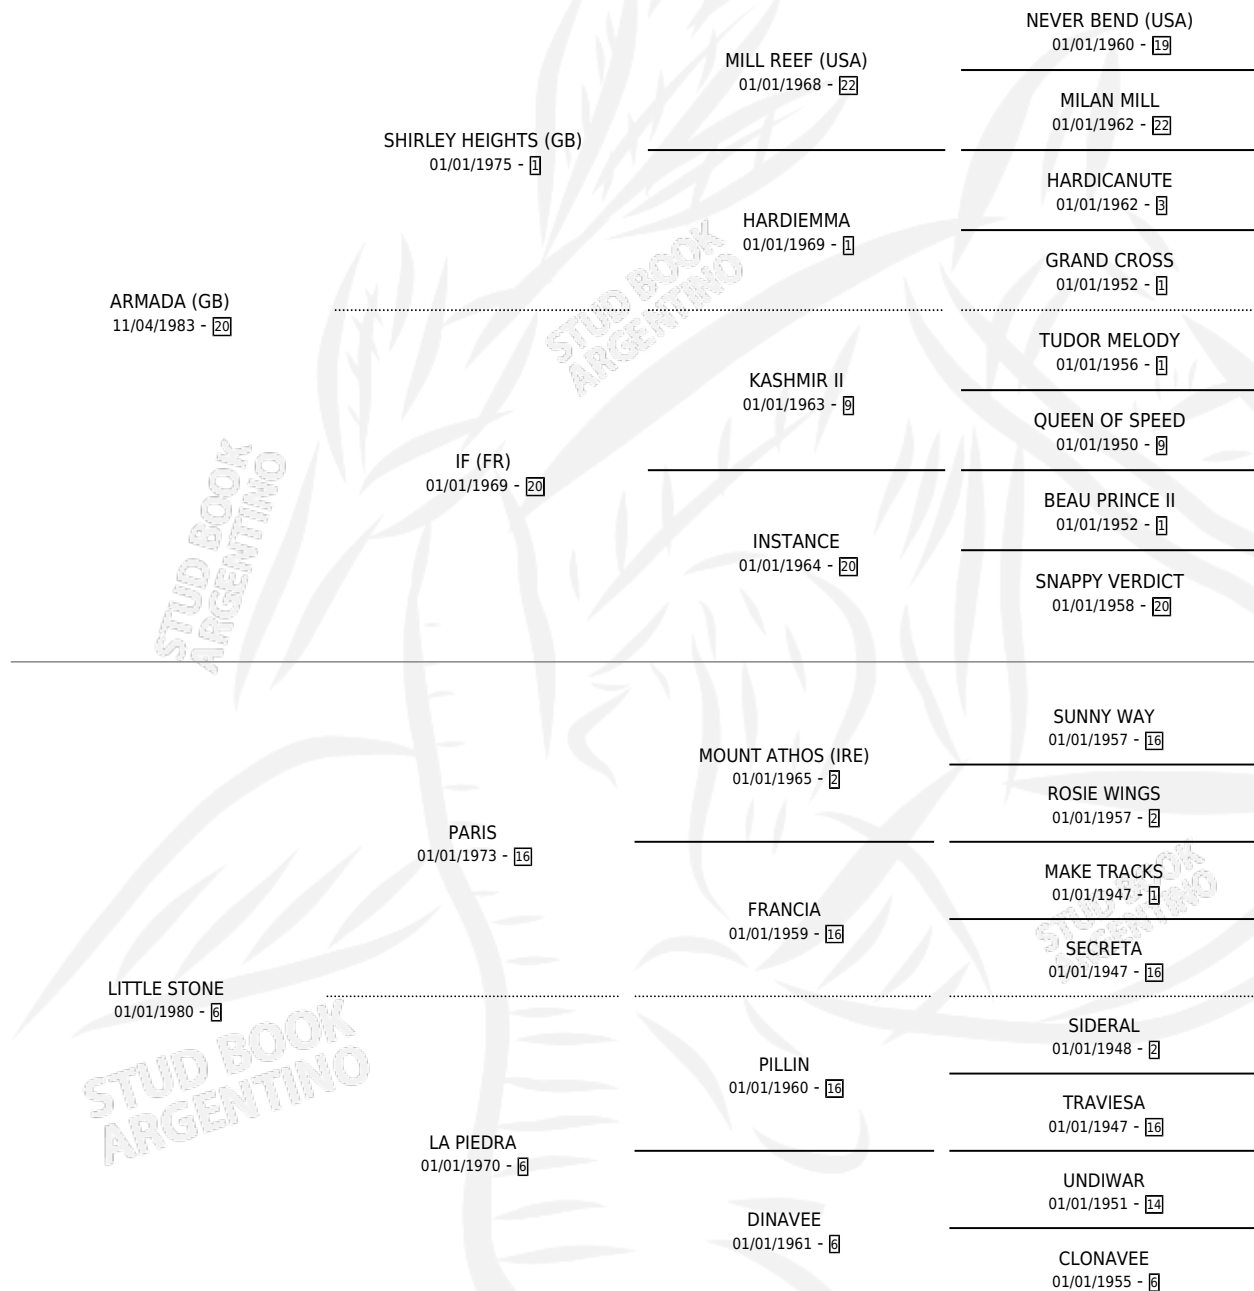 NEVER BEND (USA)
01/01/1960 - 19
MILL REEF (USA)
01/01/1968 - 22
MILAN MILL
01/01/1962 - 22
SHIRLEY HEIGHTS (GB)
01/01/1975 - 1
HARDICANUTE
01/01/1962 - 3
HARDIEMMA
01/01/1969 - 1
GRAND CROSS
01/01/1952 - 1
ARMADA (GB)
11/04/1983 - 20
TUDOR MELODY
01/01/1956 - 1
KASHMIR II
01/01/1963 - 9
QUEEN OF SPEED
01/01/1950 - 9
IF (FR)
01/01/1969 - 20
BEAU PRINCE II
01/01/1952 - 1
INSTANCE
01/01/1964 - 20
SNAPPY VERDICT
01/01/1958 - 20
SUNNY WAY
01/01/1957 - 16
MOUNT ATHOS (IRE)
01/01/1965 - 2
ROSIE WINGS
01/01/1957 - 2
PARIS
01/01/1973 - 16
MAKE TRACKS
01/01/1947 - 1
FRANCIA
01/01/1959 - 16
SECRETA
01/01/1947 - 16
LITTLE STONE
01/01/1980 - 6
SIDERAL
01/01/1948 - 2
PILLIN
01/01/1960 - 16
TRAVIESA
01/01/1947 - 16
LA PIEDRA
01/01/1970 - 6
UNDIWAR
01/01/1951 - 14
DINAVEE
01/01/1961 - 6
CLONAVEE
01/01/1955 - 6
STUD BOOK
ARGENTINO
STUD BOOK
ARGENTINO
STUD BOOK
ARGENTINO
STUD BOOK
ARGENTINO